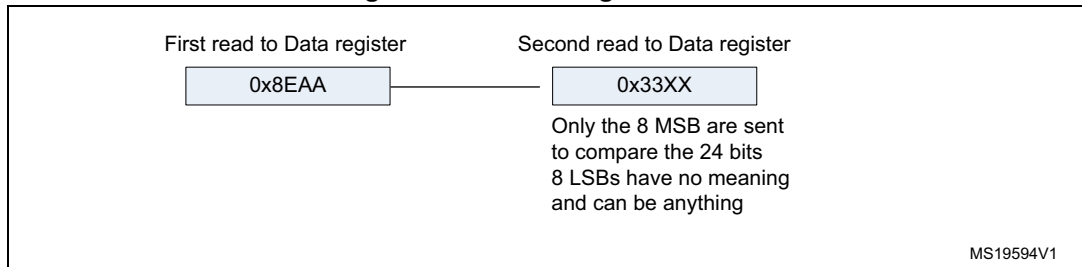 First read to Data register
Second read to Data register
0x8EAA
0x33XX
Only the 8 MSB are sent
to compare the 24 bits
8 LSBs have no meaning
and can be anything
MS19594V1